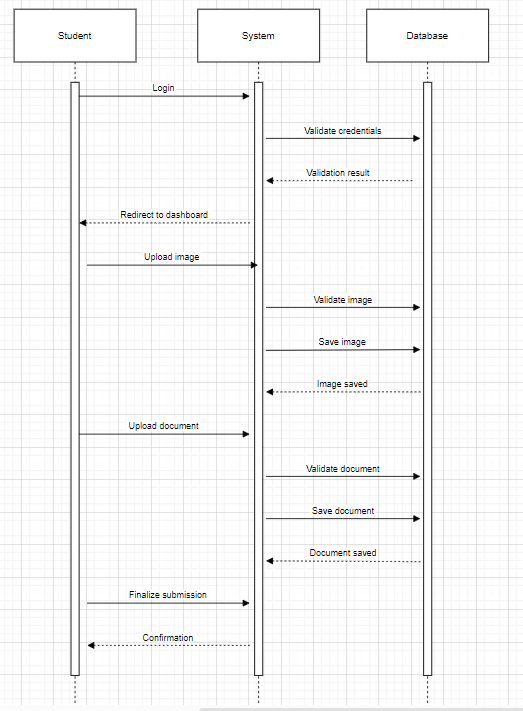 Student
System
Database
Login
Validate credentials
Validation result
Redirect to dashboard
Upload image
Validate image
Save image
Image saved
Upload document
Validate document
Save document
Document saved
Finalize submission
Confirmation